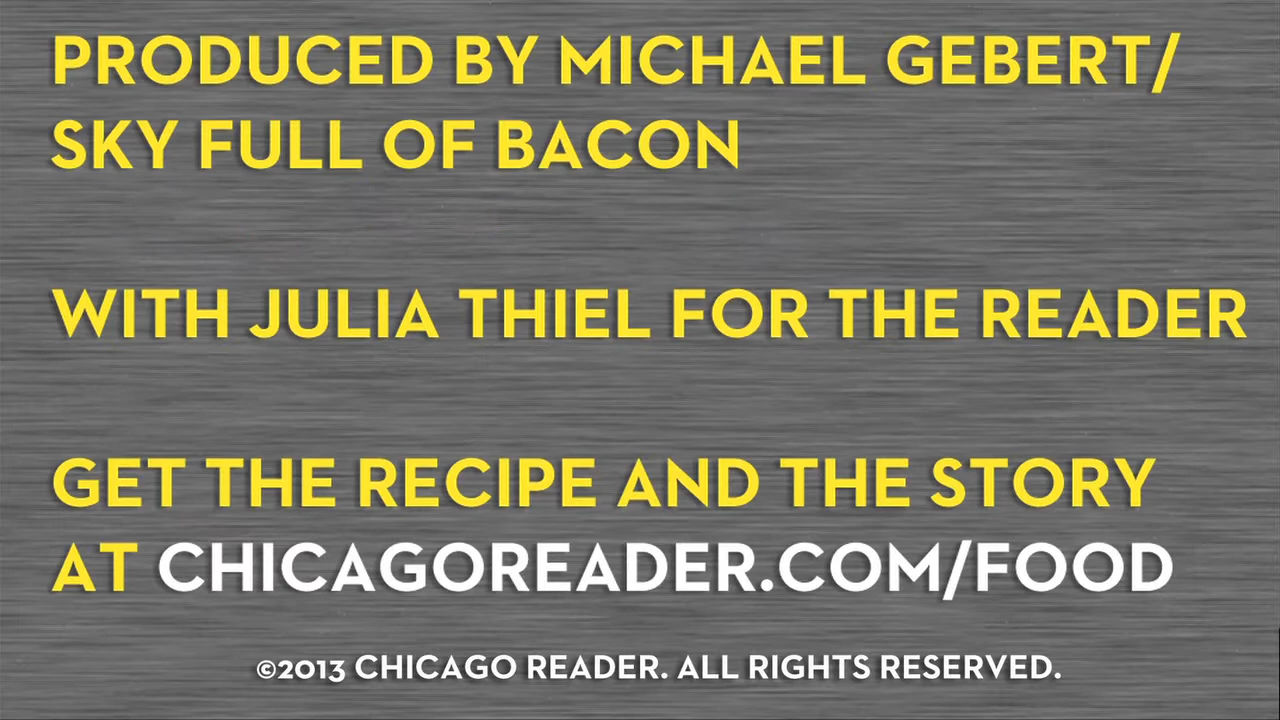 PRODUCED BY MICHAEL GEBERT/
SKY FULL OF BACON
WITH JULIA THIEL FOR THE READER
GET THE RECIPE AND THE STORY
AT CHICAGOREADER.COM/FOOD
©2013 CHICAGO READER. ALL RIGHTS RESERVED.